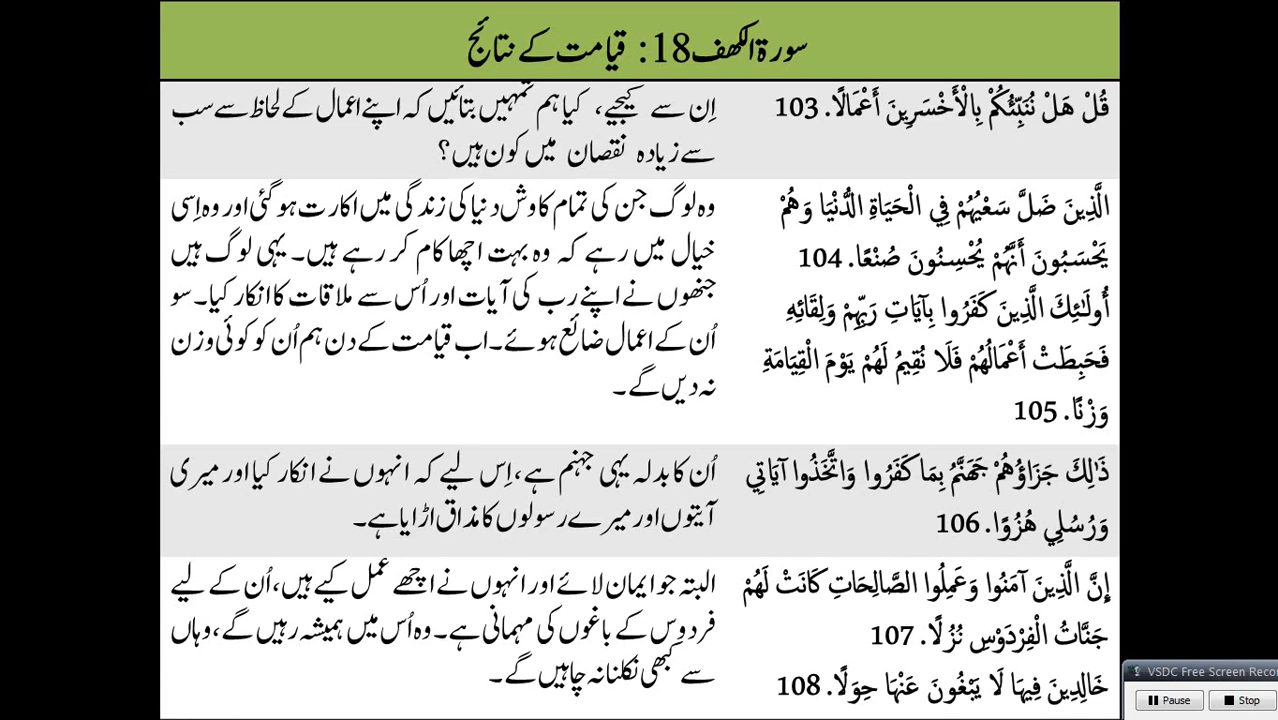 سورۃ الکھف 18: قیامت کے نتائج
قُلْ هَلْ نُنَبِّئُكُمْ بِالْأَخْسَرِينَ أَعْمَالًا. 103
اِن سے کہیے، کیا ہم تمہیں بتائیں کہ اپنے اعمال کے لحاظ سے سب
سے زیادہ نقصان میں کون ہیں؟
الَّذِينَ ضَلَّ سَعْيُهُمْ فِي الْحَيَاةِ الدُّنْيَا وَهُمْ
يَحْسَبُونَ أَنَّهُمْ يُحْسِنُونَ صُنْعًا. 104
أُولَٰئِكَ الَّذِينَ كَفَرُوا بِآيَاتِ رَبِّهِمْ وَلِقَائِهِ
فَحَبِطَتْ أَعْمَالُهُمْ فَلَا نُقِيمُ لَهُمْ يَوْمَ الْقِيَامَةِ
وَزْنًا. 105
وہ لوگ جن کی تمام کاوش دنیا کی زندگی میں اکارت ہو گئی اور وہ اِسی
خیال میں رہے کہ وہ بہت اچھا کام کر رہے ہیں۔ یہی لوگ ہیں
جنھوں نے اپنے رب کی آیات اور اُس سے ملاقات کا انکار کیا۔ سو
اُن کے اعمال ضائع ہوئے۔ اب قیامت کے دن ہم اُن کو کوئی وزن
نہ دیں گے۔
ذَٰلِكَ جَزَاؤُهُمْ جَهَنَّمُ بِمَا كَفَرُوا وَاتَّخَذُوا آيَاتِي
وَرُسُلِي هُزُوًا. 106
اُن کا بدلہ یہی جہنم ہے، اِس لیے کہ انہوں نے انکار کیا اور میری
آیتوں اور میرے رسولوں کا مذاق اڑایا ہے۔
إِنَّ الَّذِينَ آمَنُوا وَعَمِلُوا الصَّالِحَاتِ كَانَتْ لَهُمْ
جَنَّاتُ الْفِرْدَوْسِ نُزُلًا. 107
خَالِدِينَ فِيهَا لَا يَبْغُونَ عَنْهَا حِوَلًا. 108
البتہ جو ایمان لائے اور انہوں نے اچھے عمل کیے ہیں، اُن کے لیے
فردوس کے باغوں کی مہمانی ہے۔ وہ اُس میں ہمیشہ رہیں گے، وہاں
سے کبھی نکلنا نہ چاہیں گے۔
VSDC Free Screen Reco
Pause Stop